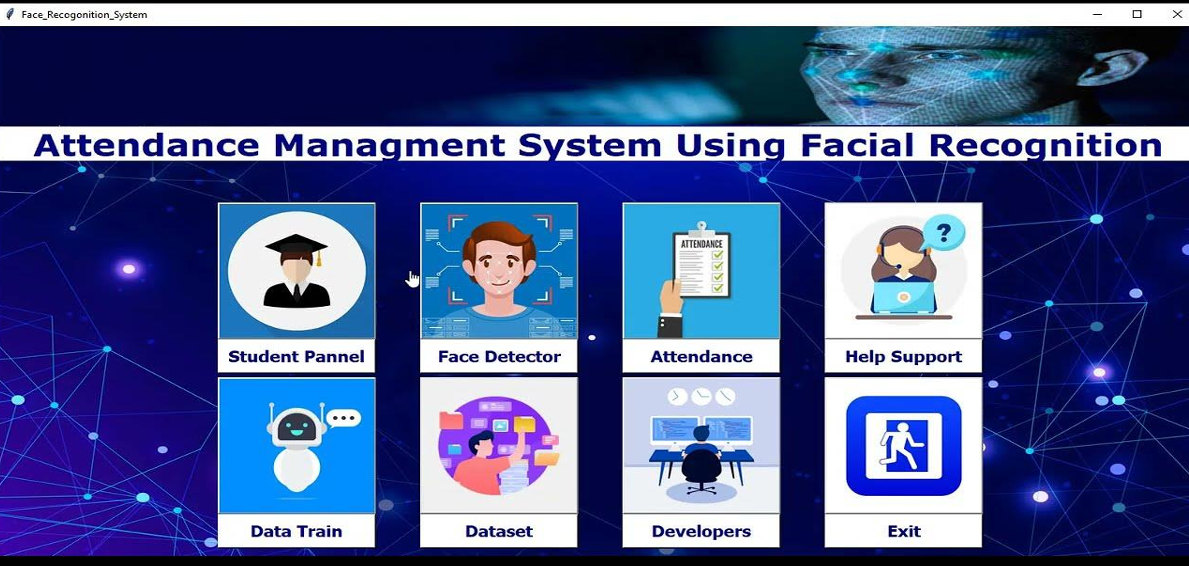 Face_Recogonition_System
Attendance Managment System Using Facial Recognition
ATTENDANCE
?
Student Pannel
Face Detector
Attendance
Help Support
Data Train
Dataset
Developers
Exit